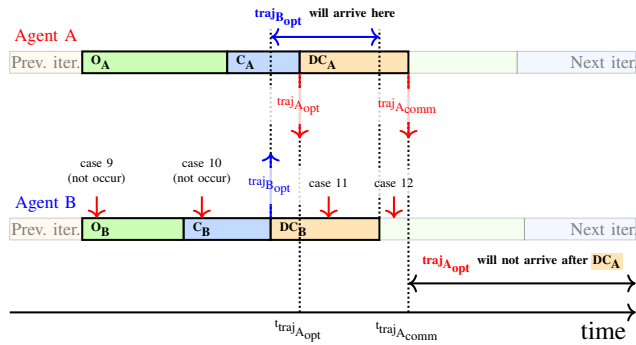 traj_B_opt will arrive here
Agent A
Prev. iter. O_A C_A DC_A Next iter.
traj_A_opt traj_A_comm
case 9 (not occur) case 10 (not occur) traj_B_opt case 11 case 12
Agent B
Prev. iter. O_B C_B DC_B Next iter.
traj_A_opt will not arrive after DC_A
t_traj_A_opt t_traj_A_comm time